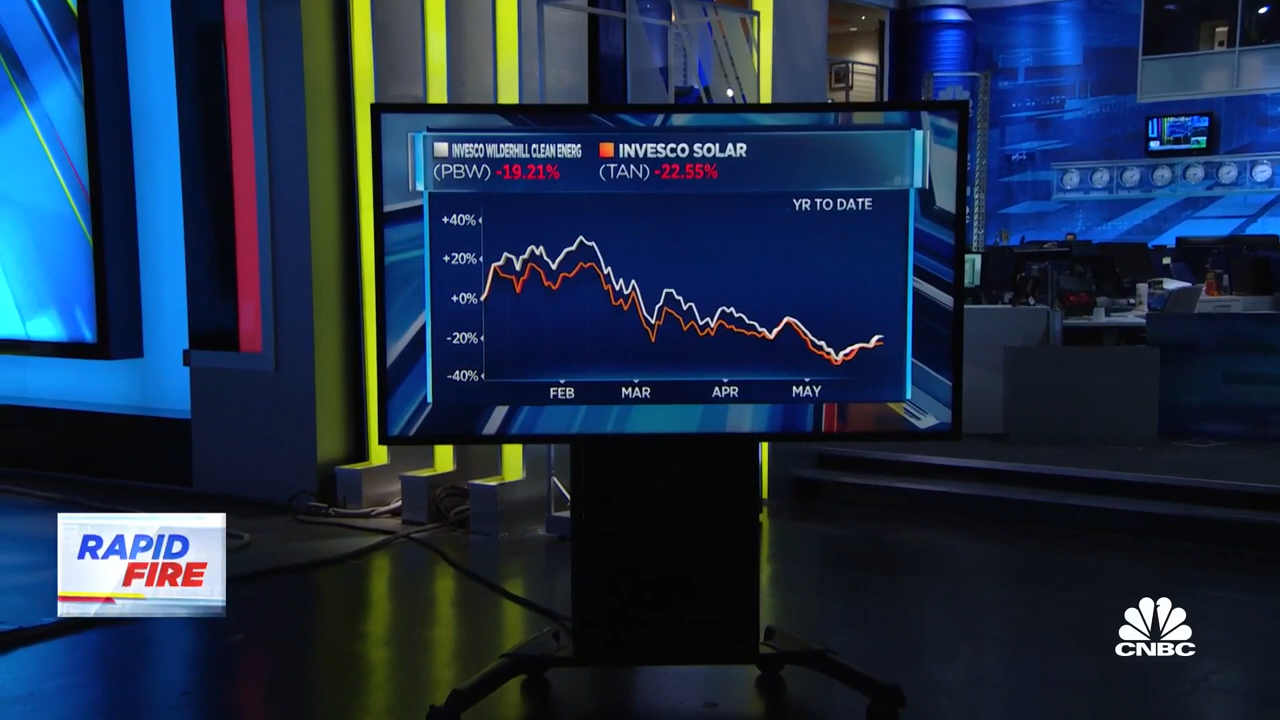 INVESCO WILDERHILL CLEAN ENERG
(PBW) -19.21%
INVESCO SOLAR
(TAN) -22.55%
YR TO DATE
+40%
+20%
+0%
-20%
-40%
FEB MAR APR MAY
RAPID
FIRE
CNBC